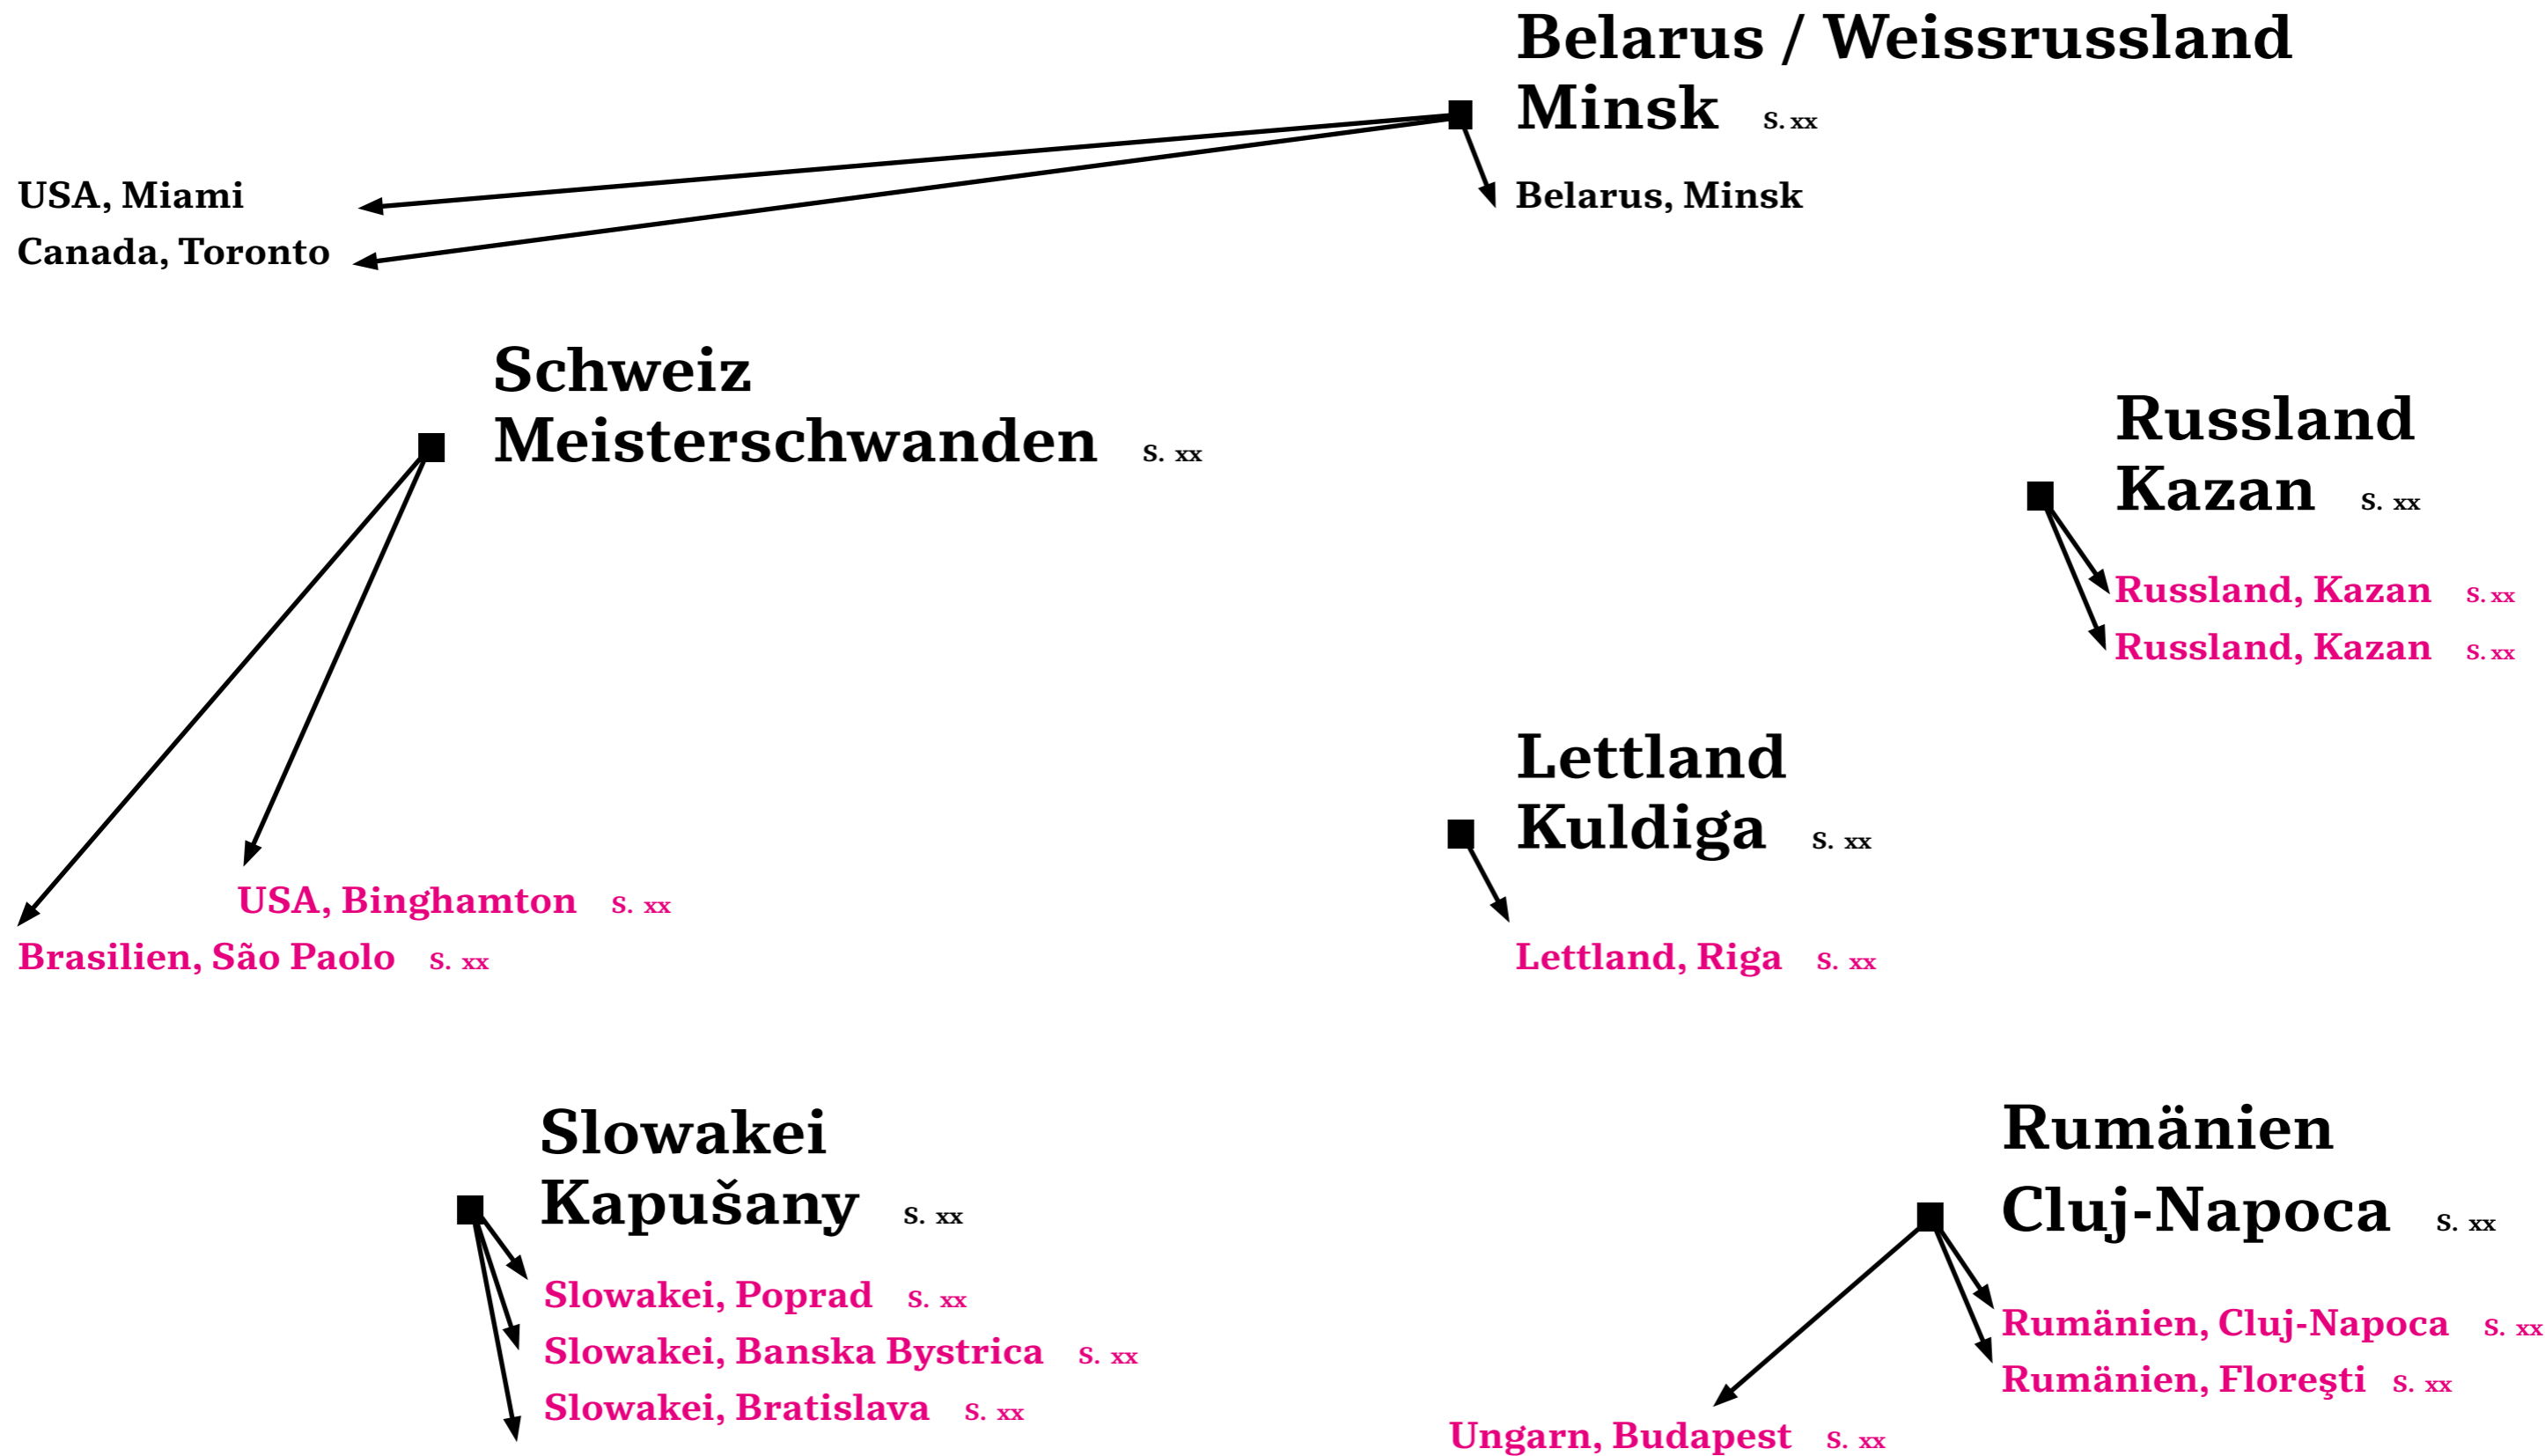 Belarus / Weissrussland
Minsk S. xx
USA, Miami
Canada, Toronto
Belarus, Minsk
Schweiz
Meisterschwanden S. xx
Russland
Kazan S. xx
Russland, Kazan S. xx
Russland, Kazan S. xx
USA, Binghamton S. xx
Brasilien, São Paolo S. xx
Lettland
Kuldiga S. xx
Lettland, Riga S. xx
Slowakei
Kapušany S. xx
Slowakei, Poprad S. xx
Slowakei, Banska Bystrica S. xx
Slowakei, Bratislava S. xx
Rumänien
Cluj-Napoca S. xx
Rumänien, Cluj-Napoca S. xx
Rumänien, Floreşti S. xx
Ungarn, Budapest S. xx